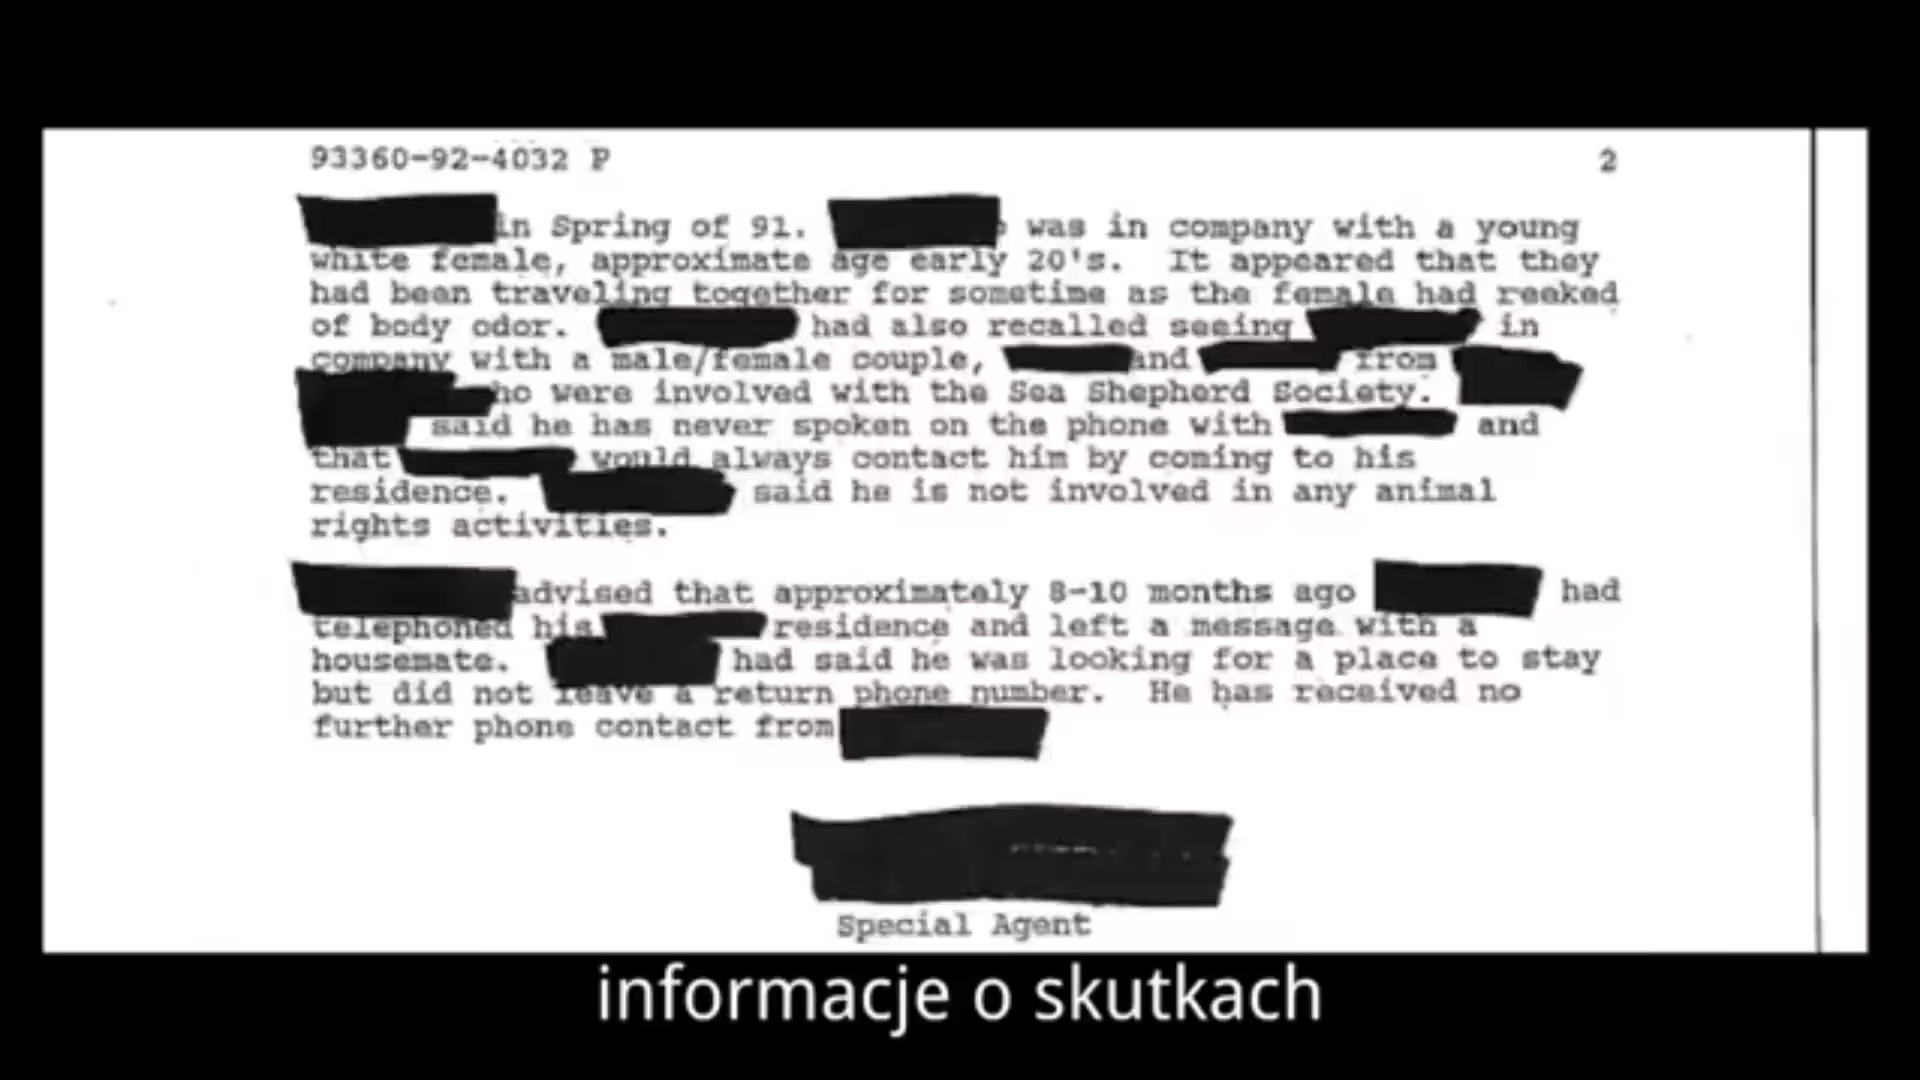 93360-92-4032 P 2
in Spring of 91. was in company with a young
white female, approximate age early 20's. It appeared that they
had been traveling together for sometime as the female had reeked
of body odor. had also recalled seeing in
company with a male/female couple, and from
who were involved with the Sea Shepherd Society.
said he has never spoken on the phone with and
that would always contact him by coming to his
residence. said he is not involved in any animal
rights activities.
advised that approximately 8-10 months ago had
telephoned his residence and left a message with a
housemate. had said he was looking for a place to stay
but did not leave a return phone number. He has received no
further phone contact from
Special Agent
informacje o skutkach